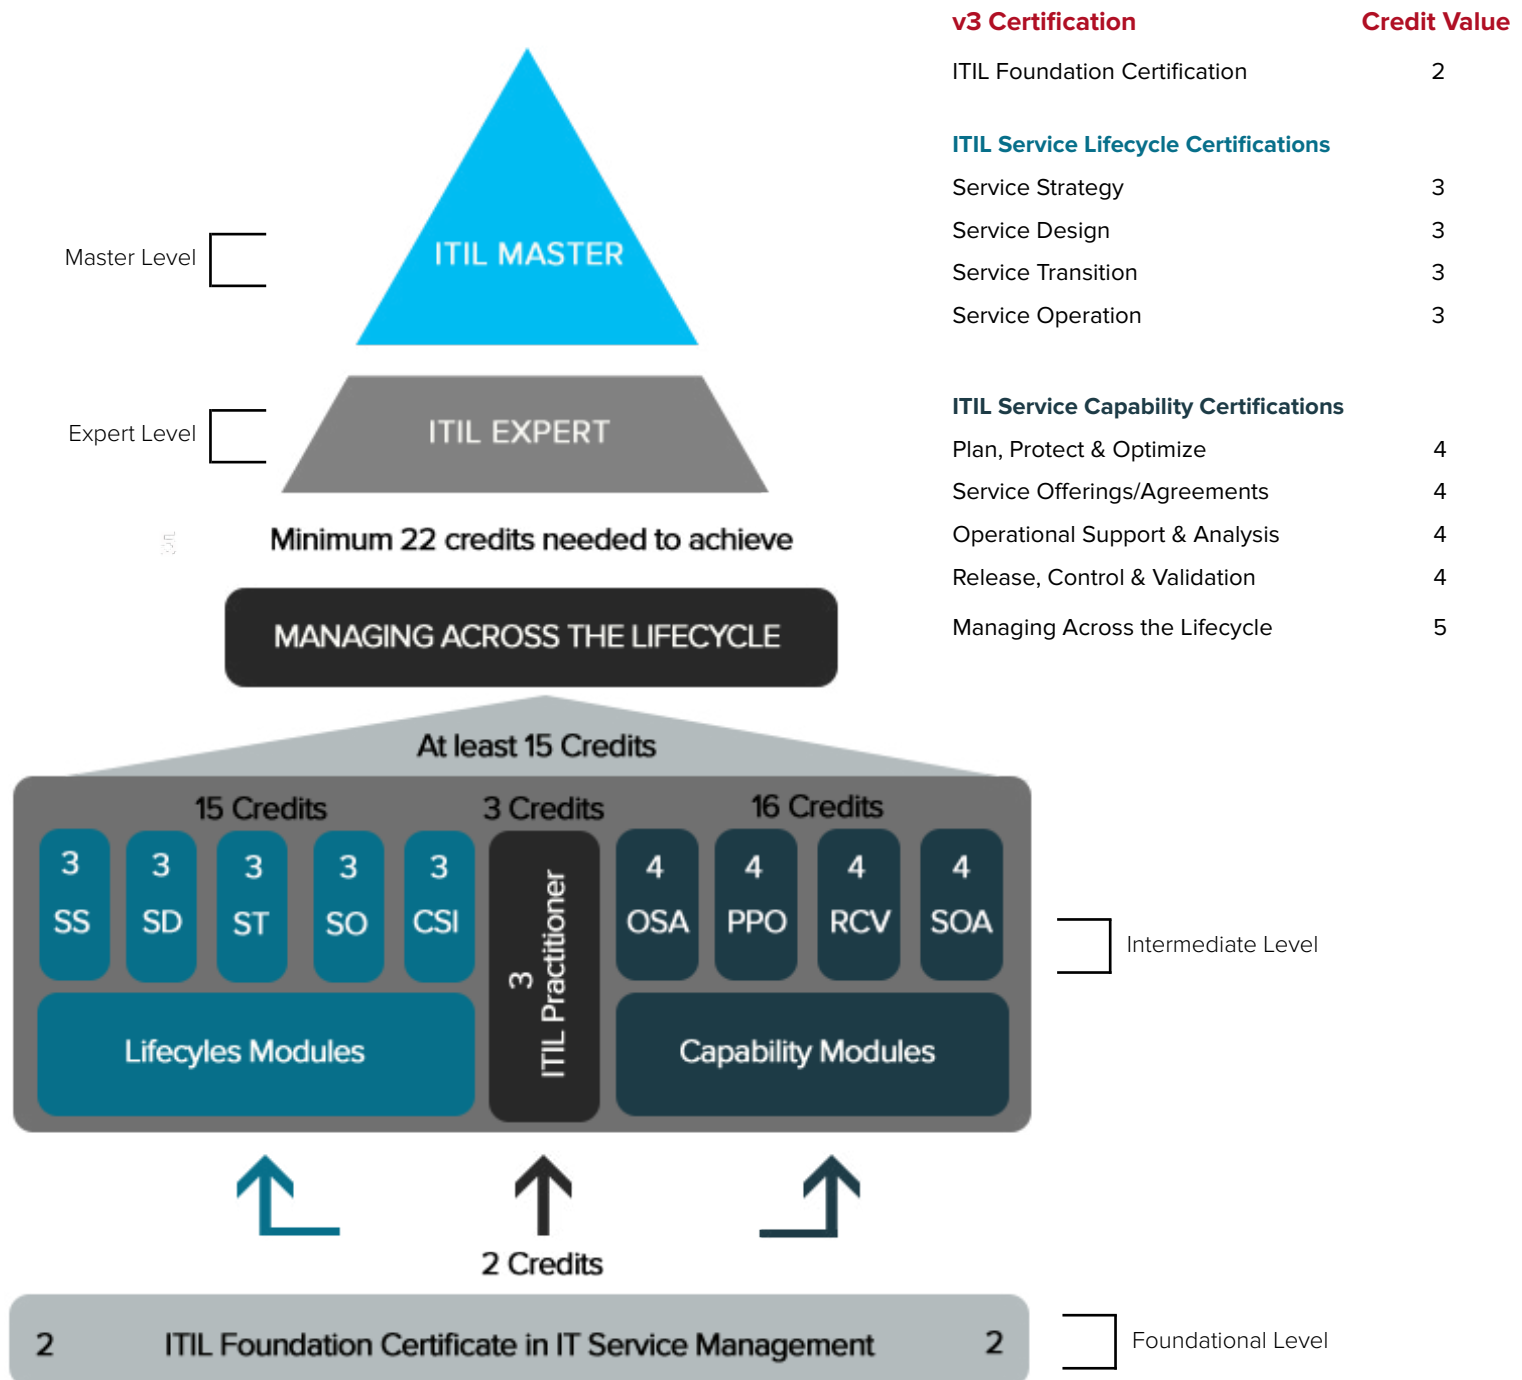 v3 Certification Credit Value
ITIL Foundation Certification 2
ITIL Service Lifecycle Certifications
Service Strategy 3
Service Design 3
Service Transition 3
Service Operation 3
ITIL Service Capability Certifications
Plan, Protect & Optimize 4
Service Offerings/Agreements 4
Operational Support & Analysis 4
Release, Control & Validation 4
Managing Across the Lifecycle 5
Master Level
ITIL MASTER
Expert Level
ITIL EXPERT
Minimum 22 credits needed to achieve
MANAGING ACROSS THE LIFECYCLE
At least 15 Credits
15 Credits
3 Credits
16 Credits
3
SS
3
SD
3
ST
3
SO
3
CSI
3
ITIL Practitioner
4
OSA
4
PPO
4
RCV
4
SOA
Lifecyles Modules
Capability Modules
Intermediate Level
2 Credits
2 ITIL Foundation Certificate in IT Service Management 2
Foundational Level